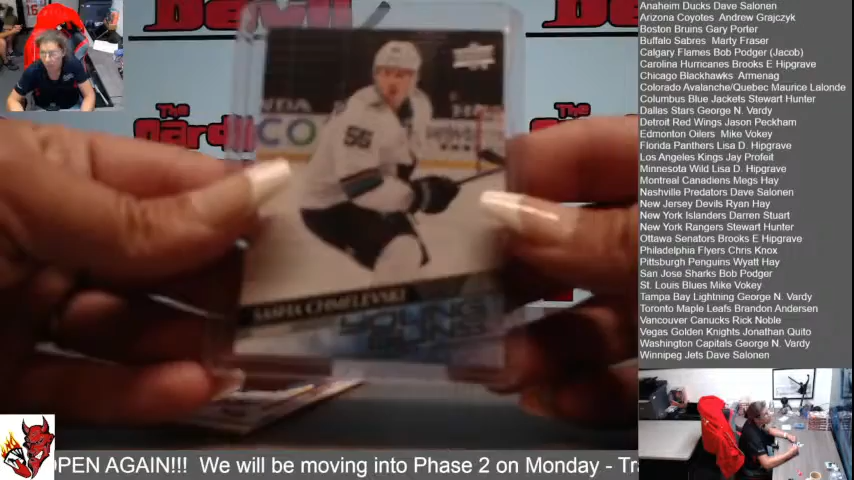 Devil
The
Dardevil
The
Dardevil
56
CO
SASHA CHMELEVSKI
YOUNG
GUNS
Anaheim Ducks Dave Salonen
Arizona Coyotes Andrew Grajczyk
Boston Bruins Gary Porter
Buffalo Sabres Marty Fraser
Calgary Flames Bob Podger (Jacob)
Carolina Hurricanes Brooks E Hipgrave
Chicago Blackhawks Armenag
Colorado Avalanche/Quebec Maurice Lalonde
Columbus Blue Jackets Stewart Hunter
Dallas Stars George N. Vardy
Detroit Red Wings Jason Peckham
Edmonton Oilers Mike Vokey
Florida Panthers Lisa D. Hipgrave
Los Angeles Kings Jay Profeit
Minnesota Wild Lisa D. Hipgrave
Montreal Canadiens Megs Hay
Nashville Predators Dave Salonen
New Jersey Devils Ryan Hay
New York Islanders Darren Stuart
New York Rangers Stewart Hunter
Ottawa Senators Brooks E Hipgrave
Philadelphia Flyers Chris Knox
Pittsburgh Penguins Wyatt Hay
San Jose Sharks Bob Podger
St. Louis Blues Mike Vokey
Tampa Bay Lightning George N. Vardy
Toronto Maple Leafs Brandon Andersen
Vancouver Canucks Rick Noble
Vegas Golden Knights Jonathan Quito
Washington Capitals George N. Vardy
Winnipeg Jets Dave Salonen
OPEN AGAIN!!! We will be moving into Phase 2 on Monday - Tr